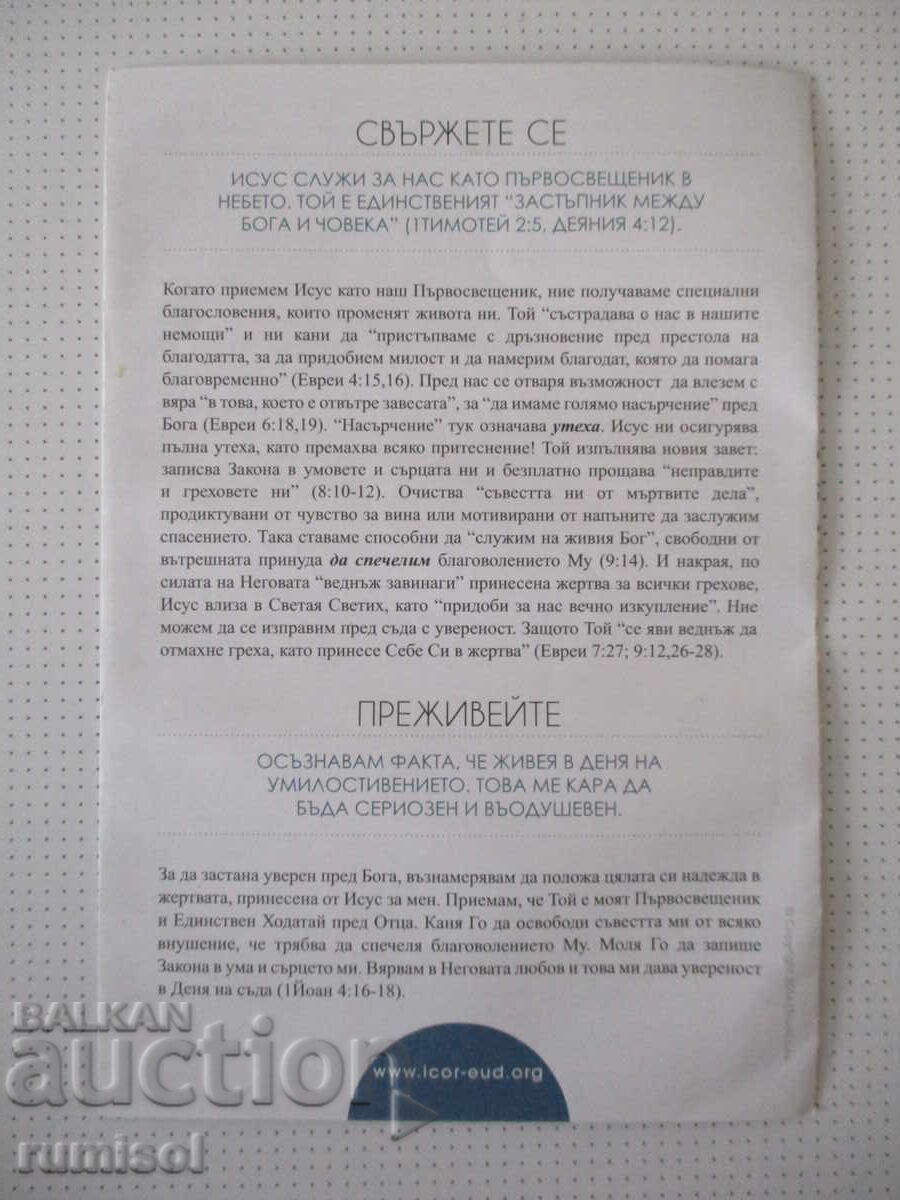 СВЪРЖЕТЕ СЕ
ИСУС СЛУЖИ ЗА НАС КАТО ПЪРВОСВЕЩЕНИК В
НЕБЕТО. ТОЙ Е ЕДИНСТВЕНИЯТ "ЗАСТЪПНИК МЕЖДУ
БОГА И ЧОВЕКА" (1ТИМОТЕЙ 2:5, ДЕЯНИЯ 4:12).
Когато приемем Исус като наш Първосвещеник, ние получаваме специални
благословения, които променят живота ни. Той "състрадава о нас в нашите
немощи" и ни кани да "пристъпваме с дръзновение пред престола на
благодатта, за да придобием милост и да намерим благодат, която да помага
благовременно" (Евреи 4:15,16). Пред нас се отваря възможност да влезем с
вяра "в това, което е отвътре завесата", за "да имаме голямо насърчение" пред
Бога (Евреи 6:18,19). "Насърчение" тук означава утеха. Исус ни осигурява
пълна утеха, като премахва всяко притеснение! Той изпълнява новия завет:
записва Закона в умовете и сърцата ни и безплатно прощава "неправдите
и греховете ни" (8:10-12). Очиства "съвестта ни от мъртвите дела",
продиктувани от чувство за вина или мотивирани от напъните да заслужим
спасението. Така ставаме способни да "служим на живия Бог", свободни от
вътрешната принуда да спечелим благоволението Му (9:14). И накрая, по
силата на Неговата "веднъж завинаги" принесена жертва за всички грехове,
Исус влиза в Светая Светих, като "придоби за нас вечно изкупление". Ние
можем да се изправим пред съда с увереност. Защото Той "се яви веднъж да
отмахне греха, като принесе Себе Си в жертва" (Евреи 7:27; 9:12,26-28).
ПРЕЖИВЕЙТЕ
ОСЪЗНАВАМ ФАКТА, ЧЕ ЖИВЕЯ В ДЕНЯ НА
УМИЛОСТИВЕНИЕТО. ТОВА МЕ КАРА ДА
БЪДА СЕРИОЗЕН И ВЪОДУШЕВЕН.
За да застана уверен пред Бога, възнамерявам да положа цялата си надежда в
жертвата, принесена от Исус за мен. Приемам, че Той е моят Първосвещеник
и Единствен Ходатай пред Отца. Каня Го да освободи съвестта ми от всяко
внушение, че трябва да спечеля благоволението Му. Моля Го да запише
Закона в ума и сърцето ми. Вярвам в Неговата любов и това ми дава увереност
в Деня на съда (1Йоан 4:16-18).
www.icor-eud.org
BALKAN
auction
rumisol